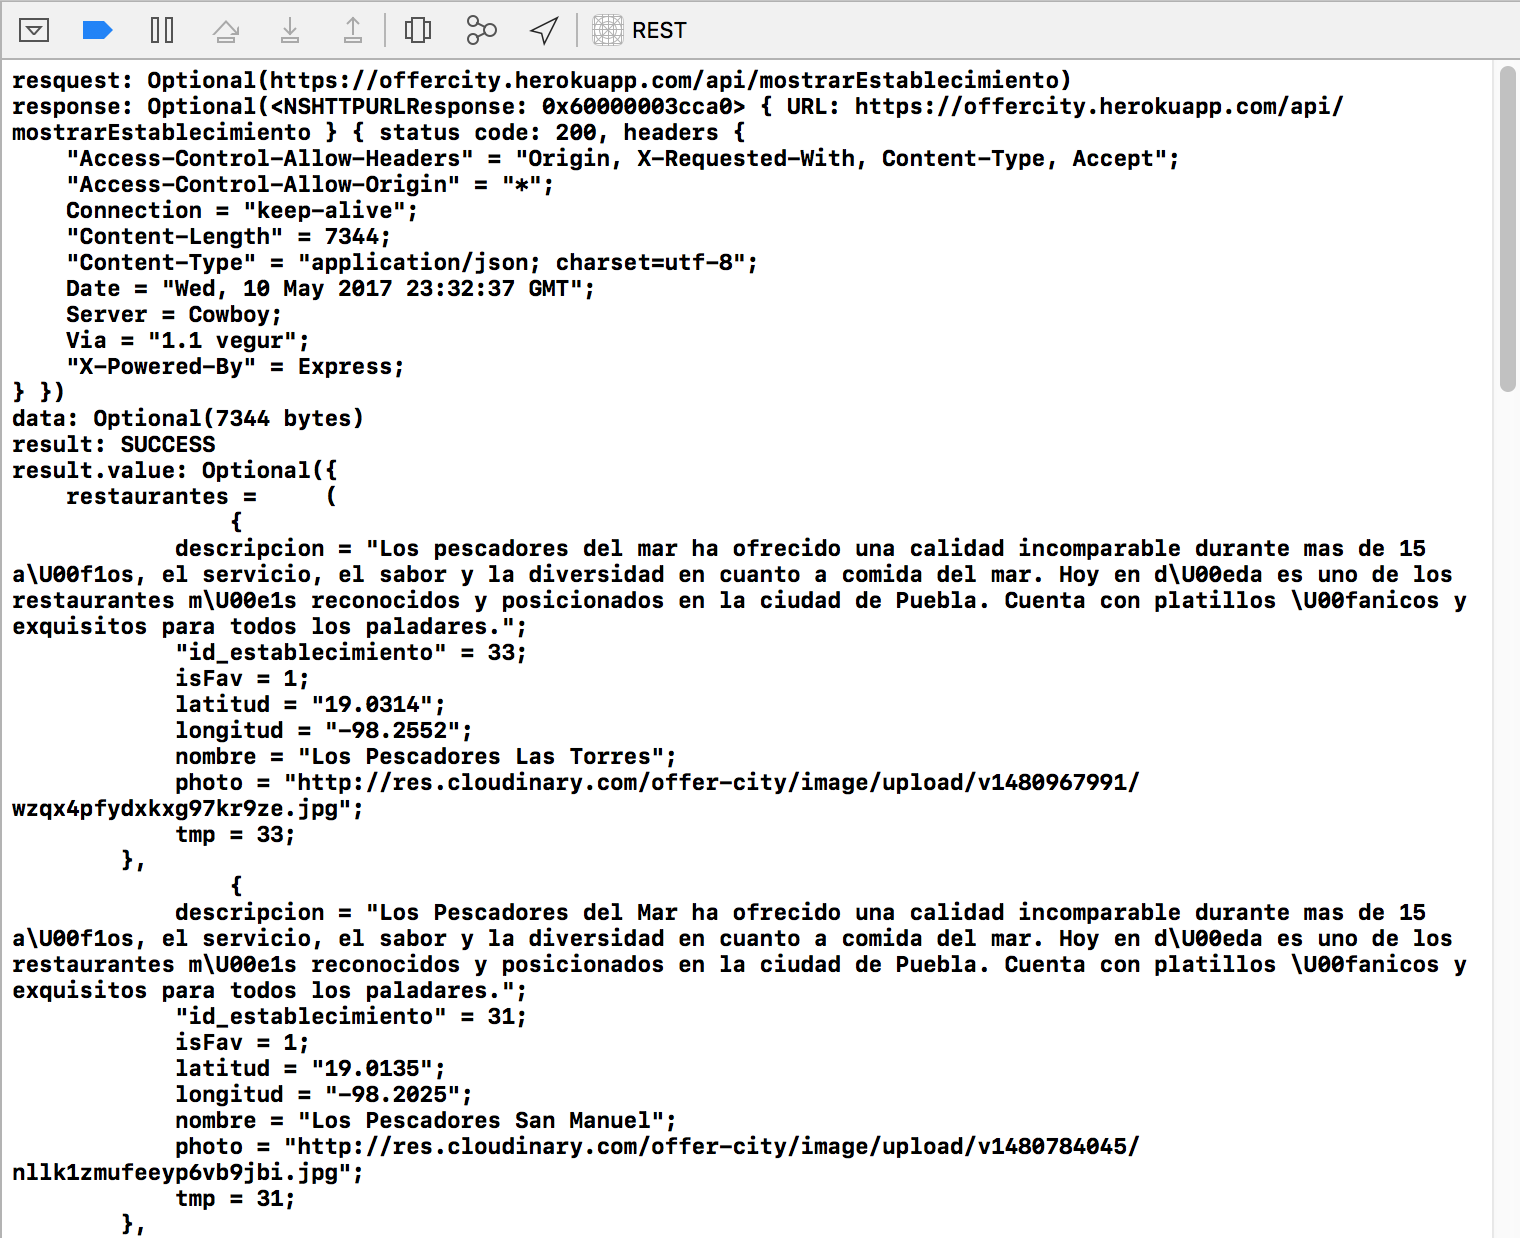 REST
resquest: Optional(https://offercity.herokuapp.com/api/mostrarEstablecimiento)
response: Optional(<NSHTTPURLResponse: 0x60000003cca0> { URL: https://offercity.herokuapp.com/api/
mostrarEstablecimiento } { status code: 200, headers {
    "Access-Control-Allow-Headers" = "Origin, X-Requested-With, Content-Type, Accept";
    "Access-Control-Allow-Origin" = "*";
    Connection = "keep-alive";
    "Content-Length" = 7344;
    "Content-Type" = "application/json; charset=utf-8";
    Date = "Wed, 10 May 2017 23:32:37 GMT";
    Server = Cowboy;
    Via = "1.1 vegur";
    "X-Powered-By" = Express;
} })
data: Optional(7344 bytes)
result: SUCCESS
result.value: Optional({
    restaurantes =     (
                {
            descripcion = "Los pescadores del mar ha ofrecido una calidad incomparable durante mas de 15
a\U00f1os, el servicio, el sabor y la diversidad en cuanto a comida del mar. Hoy en d\U00eda es uno de los
restaurantes m\U00e1s reconocidos y posicionados en la ciudad de Puebla. Cuenta con platillos \U00fanicos y
exquisitos para todos los paladares.";
            "id_establecimiento" = 33;
            isFav = 1;
            latitud = "19.0314";
            longitud = "-98.2552";
            nombre = "Los Pescadores Las Torres";
            photo = "http://res.cloudinary.com/offer-city/image/upload/v1480967991/
wzqx4pfydxkxg97kr9ze.jpg";
            tmp = 33;
        },
                {
            descripcion = "Los Pescadores del Mar ha ofrecido una calidad incomparable durante mas de 15
a\U00f1os, el servicio, el sabor y la diversidad en cuanto a comida del mar. Hoy en d\U00eda es uno de los
restaurantes m\U00e1s reconocidos y posicionados en la ciudad de Puebla. Cuenta con platillos \U00fanicos y
exquisitos para todos los paladares.";
            "id_establecimiento" = 31;
            isFav = 1;
            latitud = "19.0135";
            longitud = "-98.2025";
            nombre = "Los Pescadores San Manuel";
            photo = "http://res.cloudinary.com/offer-city/image/upload/v1480784045/
nllk1zmufeeyp6vb9jbi.jpg";
            tmp = 31;
        },